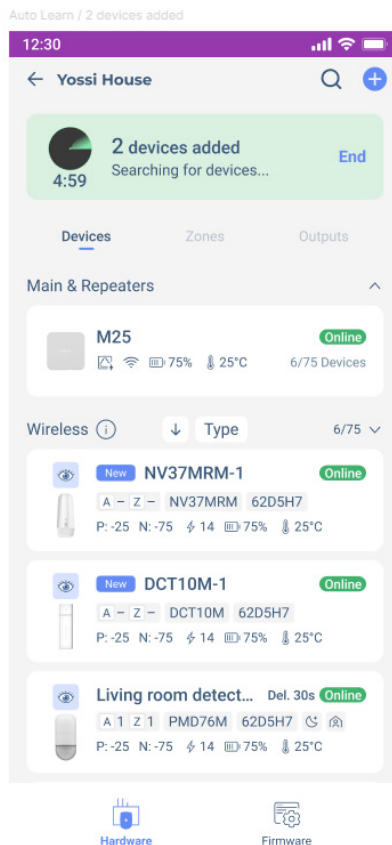 Auto Learn / 2 devices added
12:30
Yossi House
2 devices added
Searching for devices...
End
4:59
Devices Zones Outputs
Main & Repeaters
M25 Online
75% 25°C 6/75 Devices
Wireless Type 6/75
New NV37MRM-1 Online
A – Z – NV37MRM 62D5H7
P: -25 N: -75 14 75% 25°C
New DCT10M-1 Online
A – Z – DCT10M 62D5H7
P: -25 N: -75 14 75% 25°C
Living room detect... Del. 30s Online
A 1 Z 1 PMD76M 62D5H7
P: -25 N: -75 14 75% 25°C
Hardware Firmware